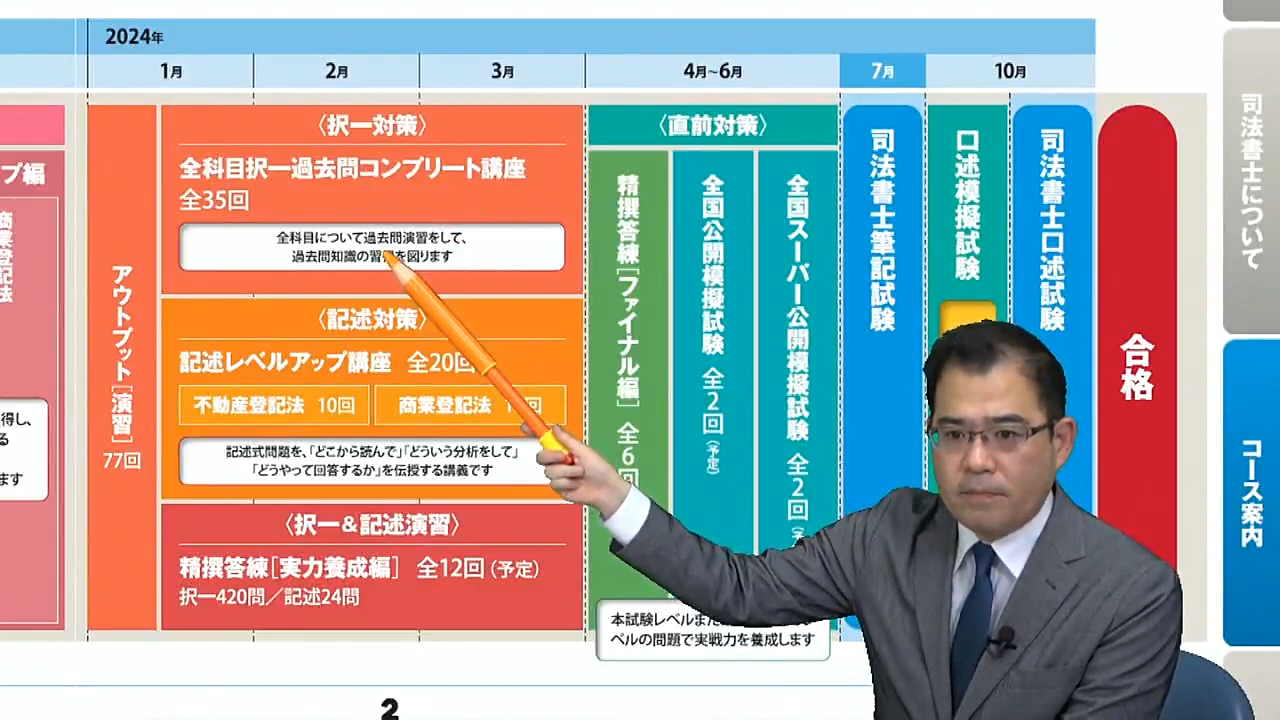 2024年
1月
2月
3月
4月~6月
7月
10月
プ編
商業登記法
得し、
る
ます
アウトプット[演習]
77回
〈択一対策〉
全科目択一過去問コンプリート講座
全35回
全科目について過去問演習をして、
過去問知識の習を図ります
〈記述対策〉
記述レベルアップ講座 全20回
不動産登記法 10回
商業登記法 1回
記述式問題を、「どこから読んで」「どういう分析をして」
「どうやって回答するか」を伝授する講義です
〈択一&記述演習〉
精撰答練[実力養成編] 全12回(予定)
択一420問/記述24問
〈直前対策〉
精撰答練[ファイナル編] 全6回
全国公開模擬試験 全2回(予定)
全国スーパー公開模擬試験 全2回(予
本試験レベルまた
ベルの問題で実戦力を養成します
司法書士筆記試験
口述模擬試験
司法書士口述試験
合格
司法書士について
コース案内
2